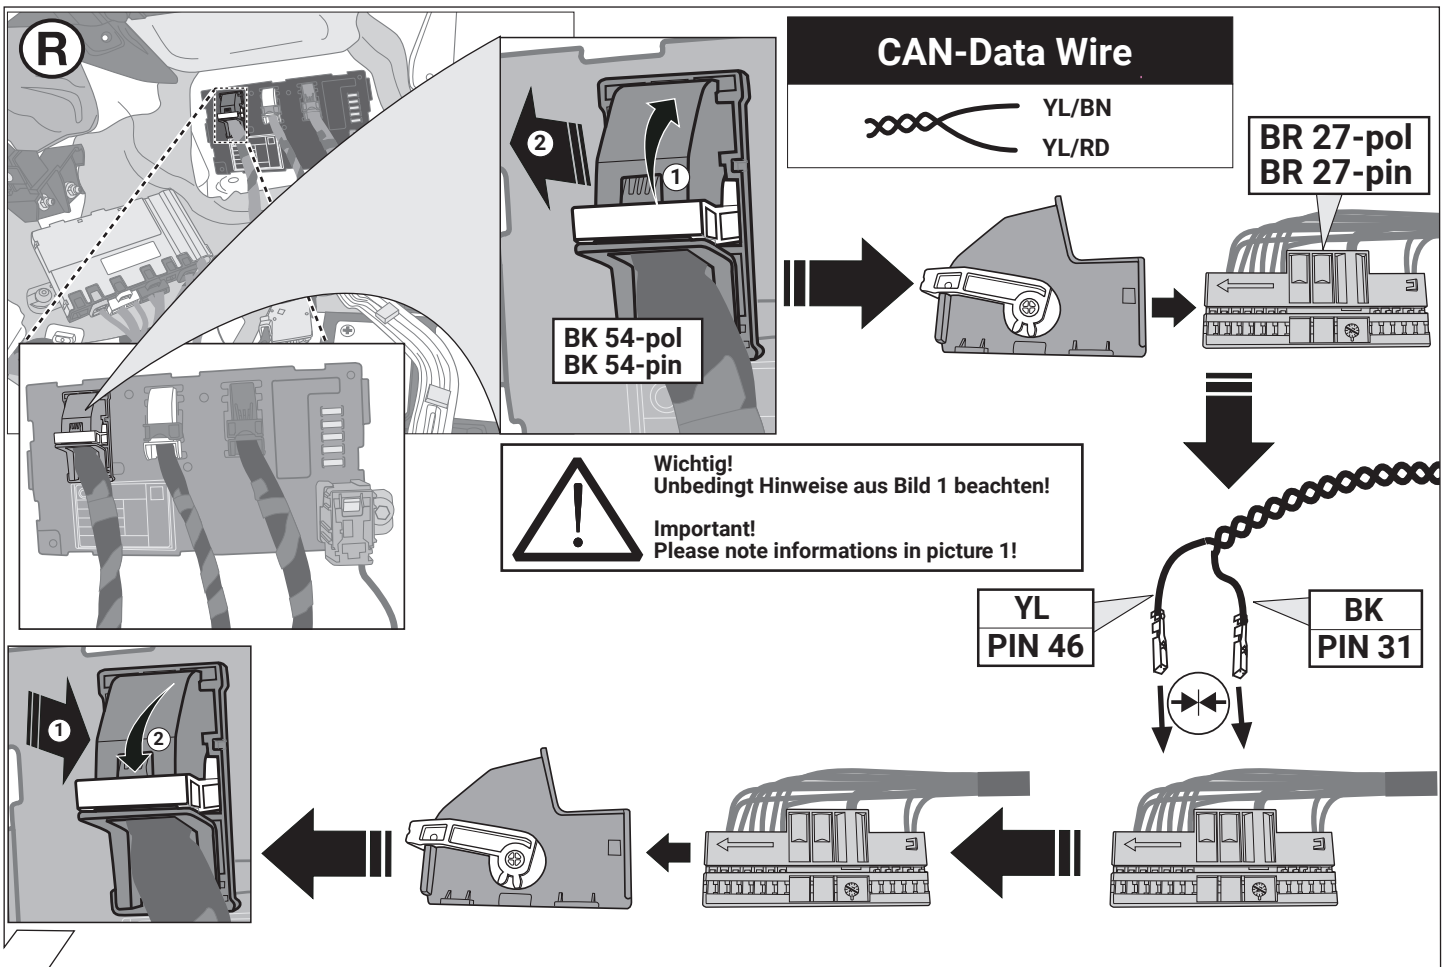 R
CAN-Data Wire
YL/BN
YL/RD
BR 27-pol
BR 27-pin
2
1
BK 54-pol
BK 54-pin
Wichtig!
Unbedingt Hinweise aus Bild 1 beachten!
Important!
Please note informations in picture 1!
YL
PIN 46
BK
PIN 31
1
2